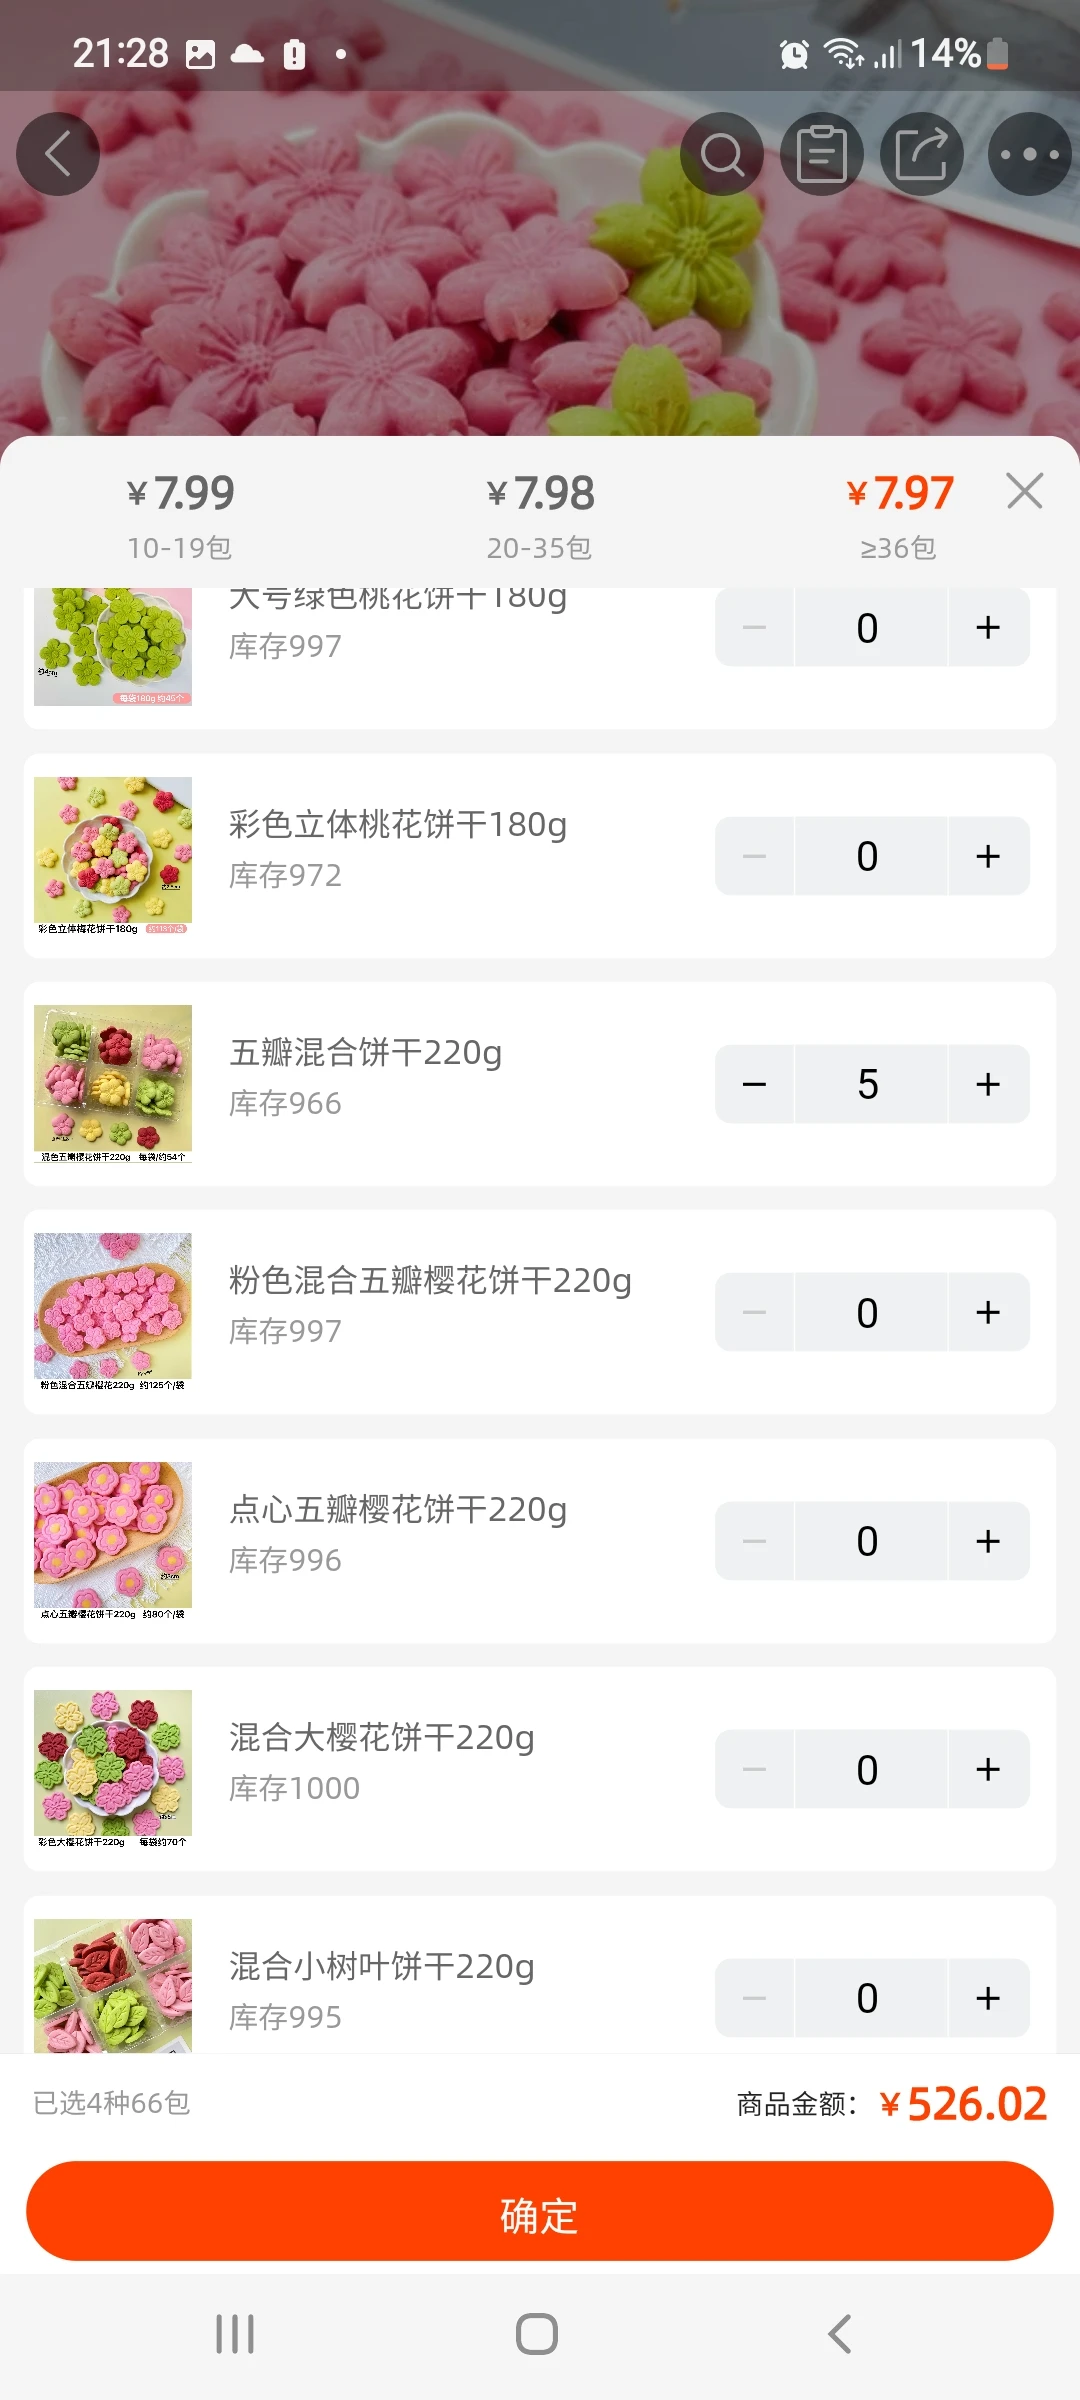 21:28
14%
¥7.99
¥7.98
¥7.97
10-19包
20-35包
≥36包
大号绿色桃花饼干180g
库存997
0
每袋180g 约45个
彩色立体桃花饼干180g
库存972
0
彩色立体梅花饼干180g
五瓣混合饼干220g
库存966
5
混色五瓣樱花饼干220g 每袋/约54个
粉色混合五瓣樱花饼干220g
库存997
0
粉色混合五瓣樱花220g 约125个/袋
点心五瓣樱花饼干220g
库存996
0
点心五瓣樱花饼干220g 约80个/袋
混合大樱花饼干220g
库存1000
0
彩色大樱花饼干220g 每袋约70个
混合小树叶饼干220g
库存995
0
已选4种66包
商品金额：¥526.02
确定